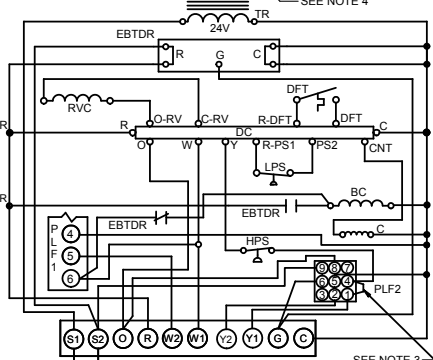 SEE NOTE 4
TR
24V
EBTDR
R
G
C
DFT
RVC
O-RV
C-RV
R-DFT
DFT
R
R
DC
C
O
W
Y
R-PS1
PS2
CNT
LPS
R
BC
EBTDR
EBTDR
P
L
F
1
4
5
6
HPS
C
9 8 7
6 5 4
3 2 1
PLF2
S1 S2 O R W2 W1 Y2 Y1 G C
SEE NOTE 3